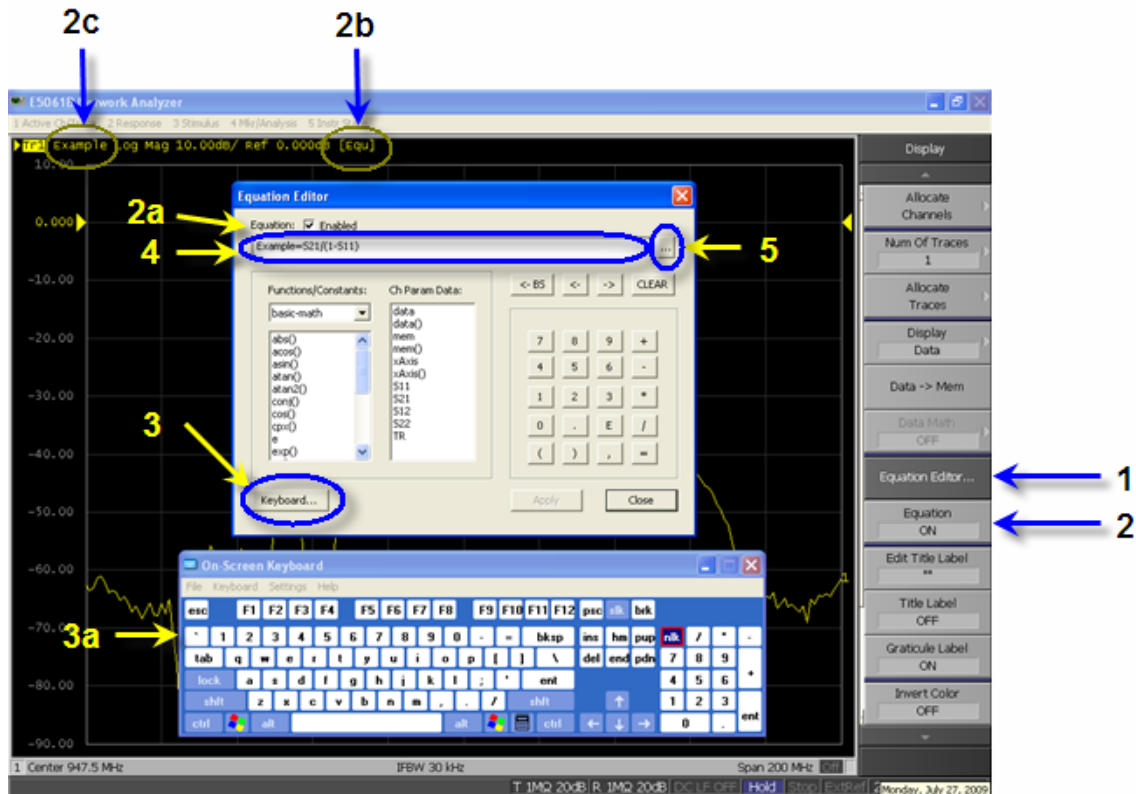 2c
2b
E5061B Network Analyzer
1 Active Ch/Trace 2 Response 3 Stimulus 4 Mkr/Analysis 5 Instr
Tr1 Example Log Mag 10.00dB/ Ref 0.000dB [Equ]
10.00
0.000
-10.00
-20.00
-30.00
-40.00
-50.00
-60.00
-70.00
-80.00
-90.00
Equation Editor
2a
Equation: Enabled
4
Example=S21/(1-S11)
...
5
Functions/Constants:
basic-math
abs()
acos()
asin()
atan()
atan2()
conj()
cos()
cpx()
e
exp()
Ch Param Data:
data
data()
mem
mem()
xAxis
xAxis()
S11
S21
S12
S22
TR
<- BS <- -> CLEAR
7 8 9 +
4 5 6 -
1 2 3 *
0 . E /
( ) , =
3
Keyboard...
Apply
Close
On-Screen Keyboard
File Keyboard Settings Help
esc F1 F2 F3 F4 F5 F6 F7 F8 F9 F10 F11 F12 psc slk brk
3a
` 1 2 3 4 5 6 7 8 9 0 - = bksp ins hm pup nlk / * -
tab q w e r t y u i o p [ ] \ del end pdn 7 8 9 +
lock a s d f g h j k l ; ' ent 4 5 6
shft z x c v b n m , . / shft ↑ 1 2 3 ent
ctrl alt alt ctrl ← ↓ → 0 .
Display
Allocate
Channels
Num Of Traces
1
Allocate
Traces
Display
Data
Data -> Mem
Data Math
OFF
Equation Editor...
1
Equation
ON
2
Edit Title Label
""
Title Label
OFF
Graticule Label
ON
Invert Color
OFF
1
1 Center 947.5 MHz
IFBW 30 kHz
Span 200 MHz Off
T 1MΩ 20dB R 1MΩ 20dB DC LF OFF Hold Stop ExtRef
Monday, July 27, 2009